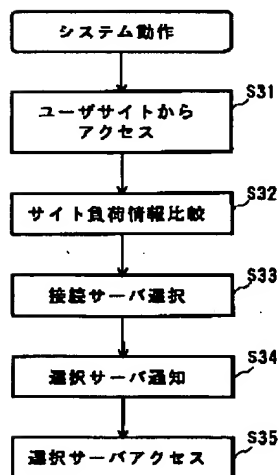 システム動作
S31
ユーザサイトから
アクセス
S32
サイト負荷情報比較
S33
接続サーバ選択
S34
選択サーバ通知
S35
選択サーバアクセス